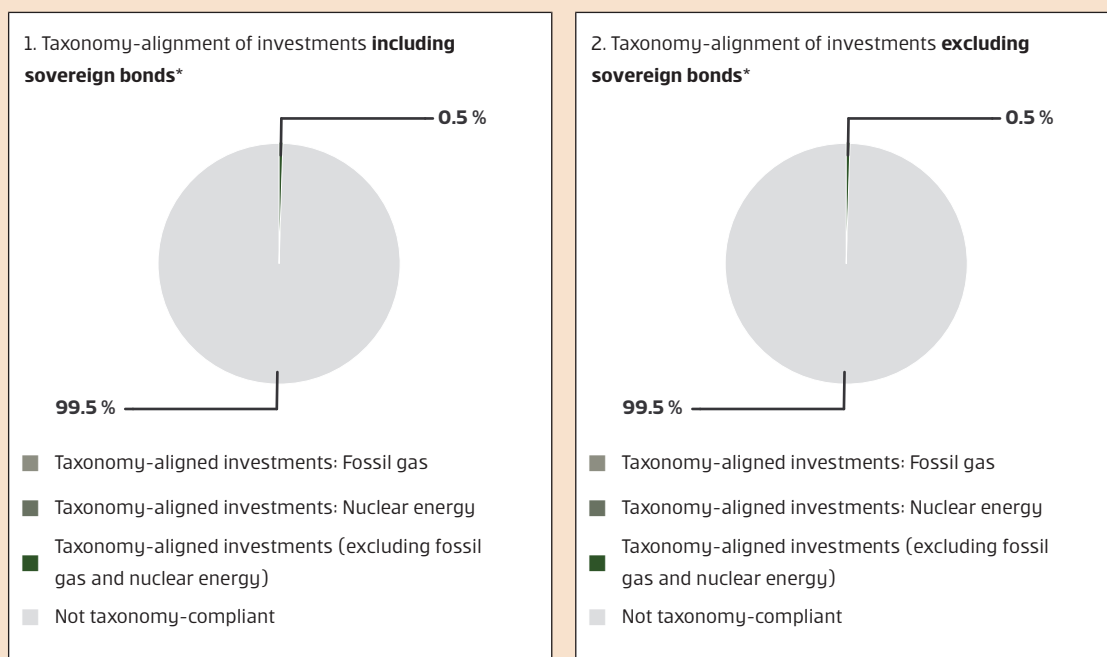 1. Taxonomy-alignment of investments including
sovereign bonds*
0.5 %
99.5 %
Taxonomy-aligned investments: Fossil gas
Taxonomy-aligned investments: Nuclear energy
Taxonomy-aligned investments (excluding fossil
gas and nuclear energy)
Not taxonomy-compliant
2. Taxonomy-alignment of investments excluding
sovereign bonds*
0.5 %
99.5 %
Taxonomy-aligned investments: Fossil gas
Taxonomy-aligned investments: Nuclear energy
Taxonomy-aligned investments (excluding fossil
gas and nuclear energy)
Not taxonomy-compliant